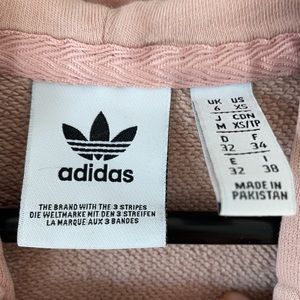 adidas
THE BRAND WITH THE 3 STRIPES
DIE WELTMARKE MIT DEN 3 STREIFEN
LA MARQUE AUX 3 BANDES
UK US
6 XS
J CDN
M XS/TP
D F
32 34
E I
32 38
MADE IN
PAKISTAN